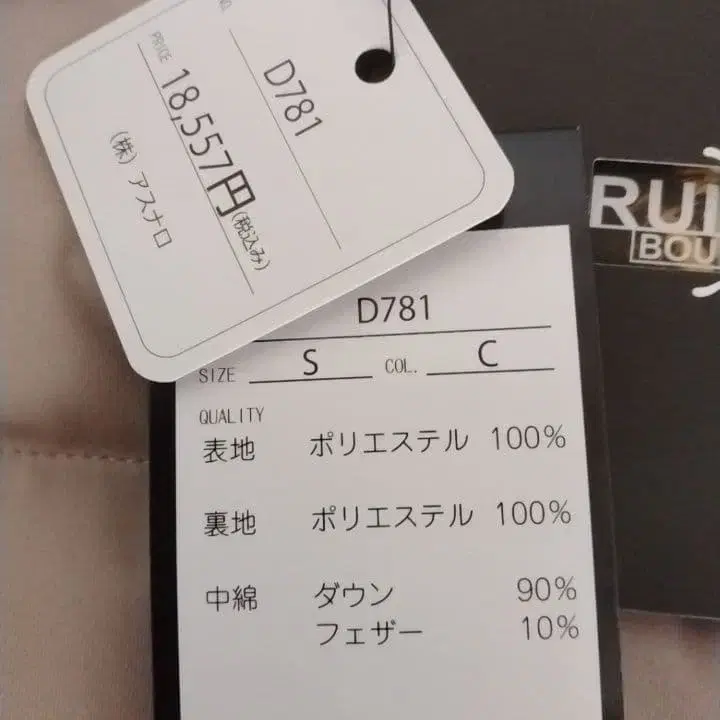 NO.
D781
PRICE
18,557円(税込み)
(株)アスナロ
RUI
BOU
D781
SIZE S COL. C
QUALITY
表地 ポリエステル 100%
裏地 ポリエステル 100%
中綿 ダウン 90%
フェザー 10%